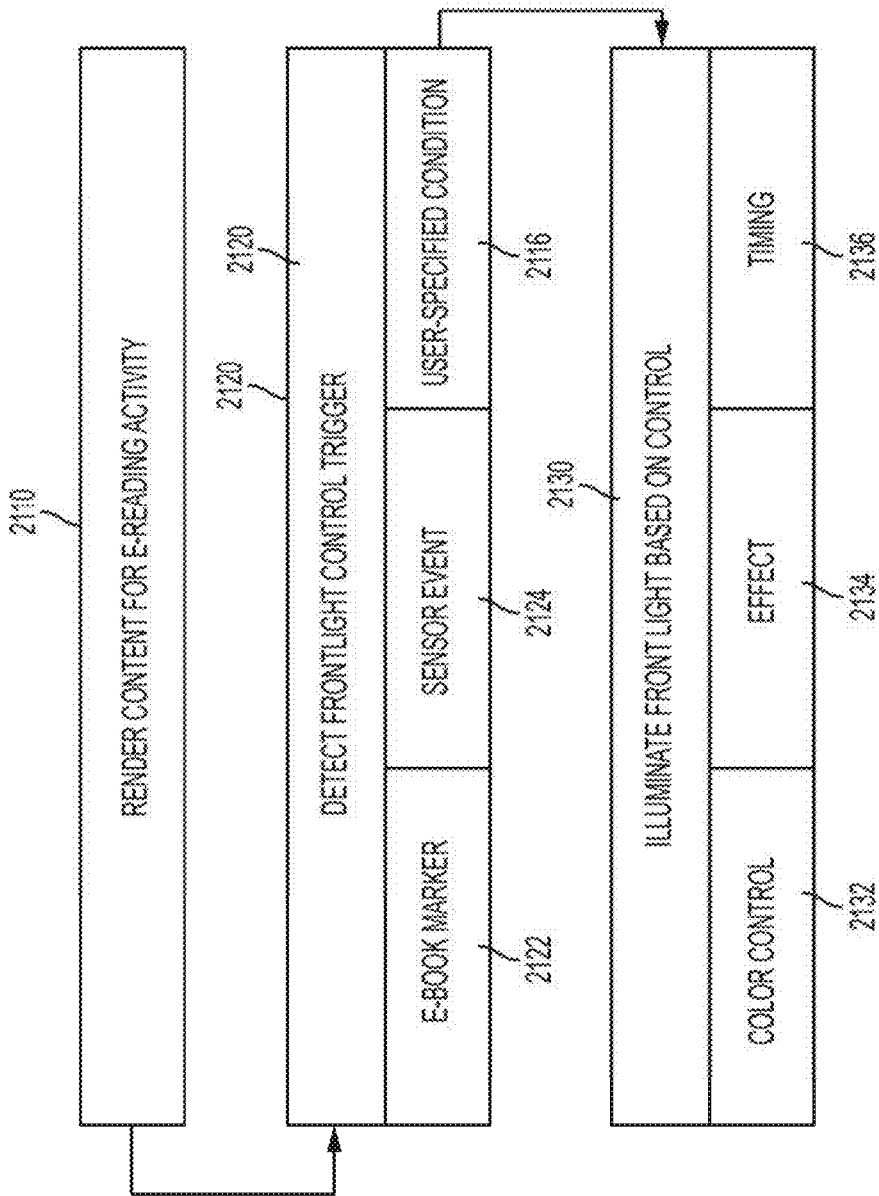 2110
RENDER CONTENT FOR E-READING ACTIVITY
2120
2120
DETECT FRONTLIGHT CONTROL TRIGGER
E-BOOK MARKER
SENSOR EVENT
USER-SPECIFIED CONDITION
2122
2124
2116
2130
ILLUMINATE FRONT LIGHT BASED ON CONTROL
COLOR CONTROL
EFFECT
TIMING
2132
2134
2136